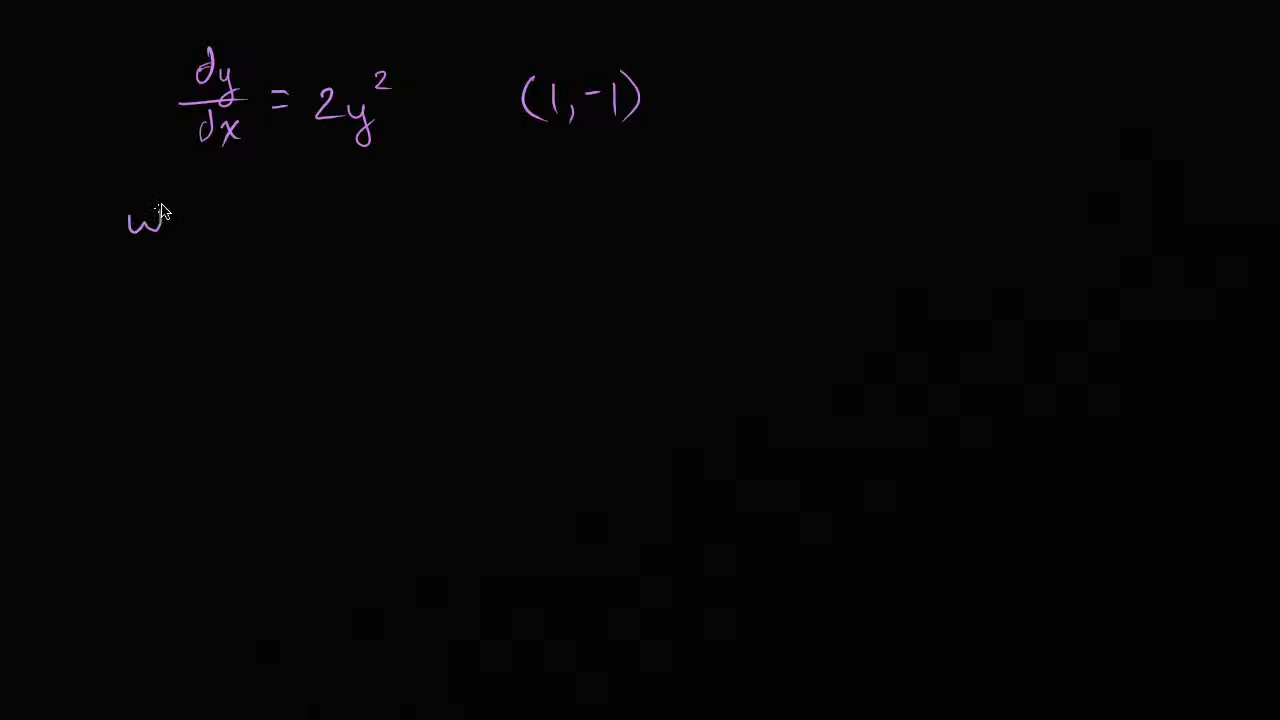 dy/dx = 2y² (1, -1)
w